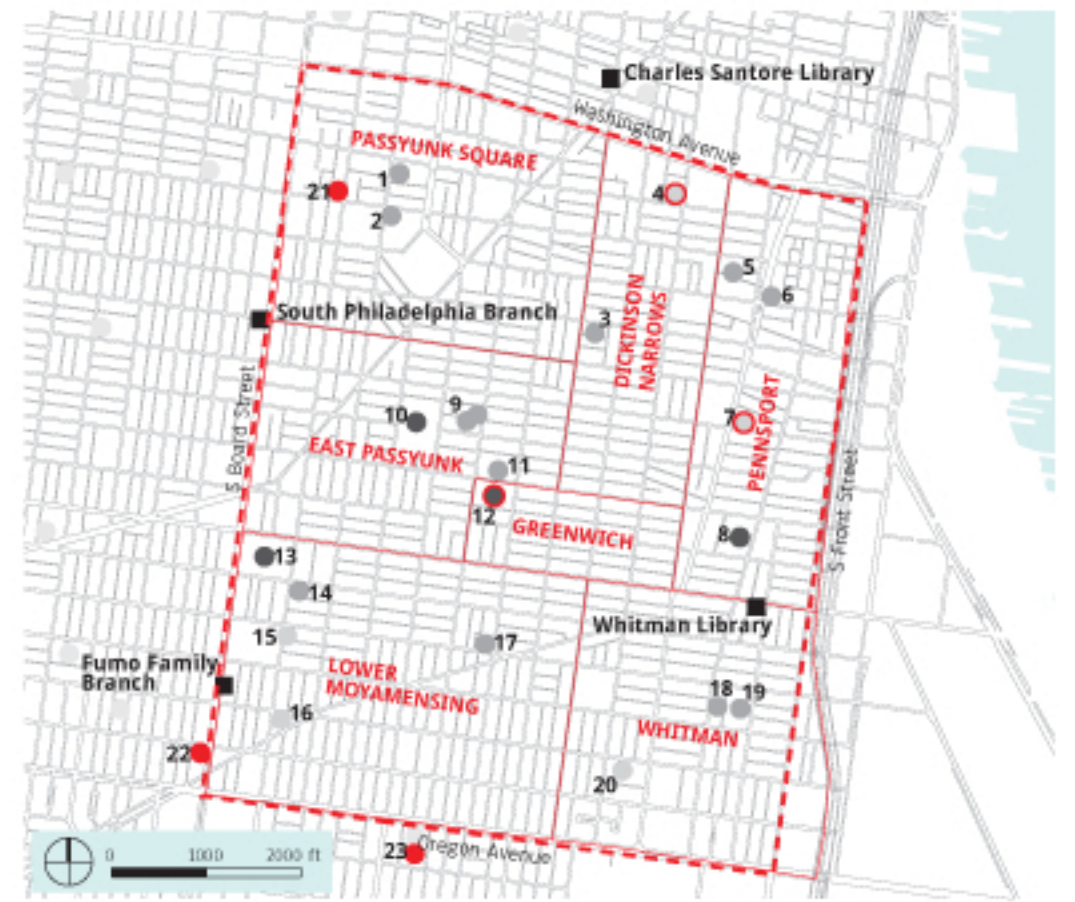 Charles Santore Library
Washington Avenue
PASSYUNK SQUARE
1
21
4
2
5
6
South Philadelphia Branch
3
DICKINSON
NARROWS
S Board Street
9
10
7
PENNSPORT
EAST PASSYUNK
11
12
GREENWICH
S Front Street
8
13
14
Whitman Library
15
17
Fumo Family
Branch
LOWER
MOYAMENSING
18
19
16
WHITMAN
22
20
Oregon Avenue
23
0 1000 2000 ft